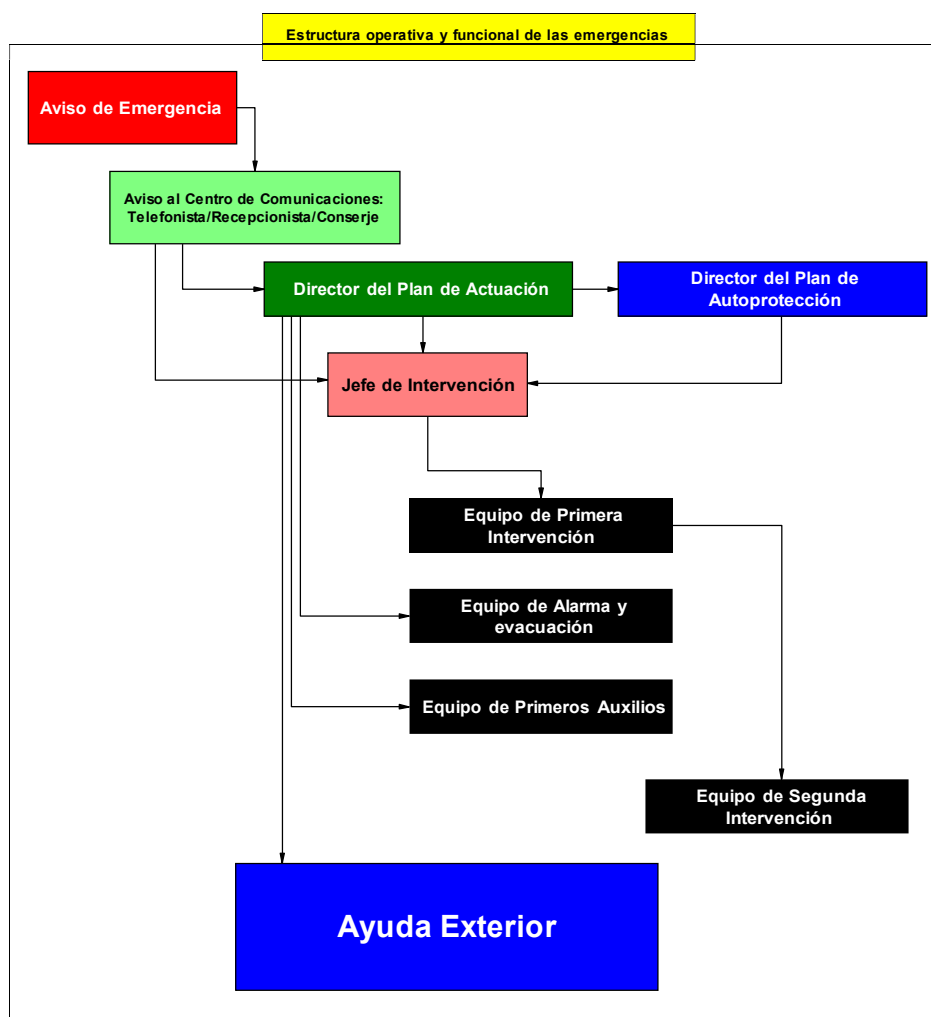 Estructura operativa y funcional de las emergencias
Aviso de Emergencia
Aviso al Centro de Comunicaciones:
Telefonista/Recepcionista/Conserje
Director del Plan de Actuación
Director del Plan de
Autoprotección
Jefe de Intervención
Equipo de Primera
Intervención
Equipo de Alarma y
evacuación
Equipo de Primeros Auxilios
Equipo de Segunda
Intervención
Ayuda Exterior